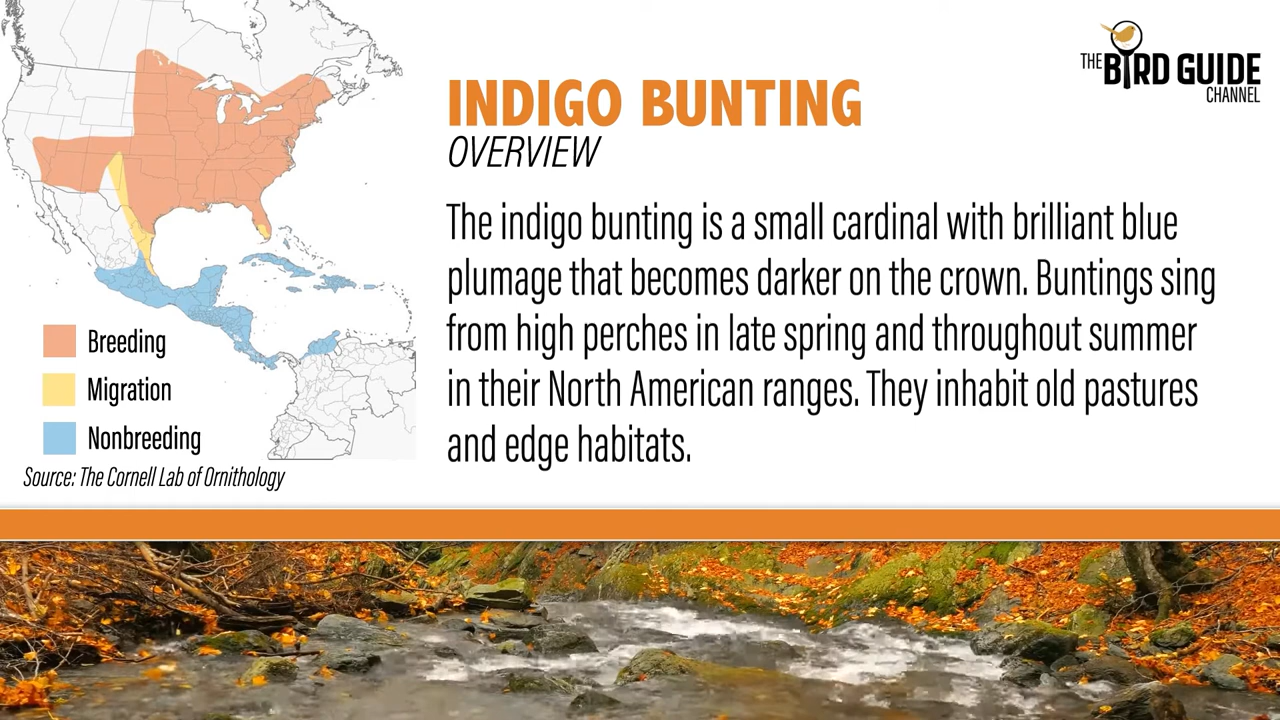 THE BIRD GUIDE
CHANNEL
INDIGO BUNTING
OVERVIEW
The indigo bunting is a small cardinal with brilliant blue
plumage that becomes darker on the crown. Buntings sing
from high perches in late spring and throughout summer
in their North American ranges. They inhabit old pastures
and edge habitats.
Breeding
Migration
Nonbreeding
Source: The Cornell Lab of Ornithology